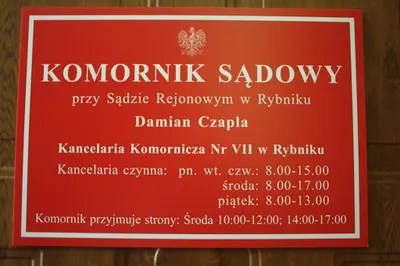 KOMORNIK SĄDOWY
przy Sądzie Rejonowym w Rybniku
Damian Czapla
Kancelaria Komornicza Nr VII w Rybniku
Kancelaria czynna: pn. wt. czw.: 8.00-15.00
środa: 8.00-17.00
piątek: 8.00-13.00
Komornik przyjmuje strony: Środa 10:00-12:00; 14:00-17:00